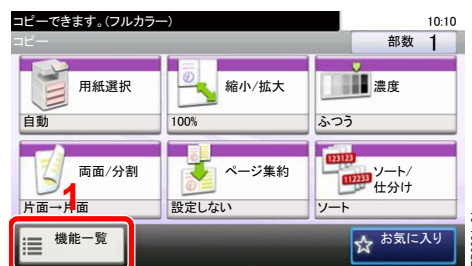 コピーできます。(フルカラー)
10:10
コピー
部数 1
用紙選択
自動
縮小/拡大
100%
濃度
ふつう
両面/分割
片面→片面
ページ集約
設定しない
123123
112233
ソート/
仕分け
ソート
1
機能一覧
お気に入り